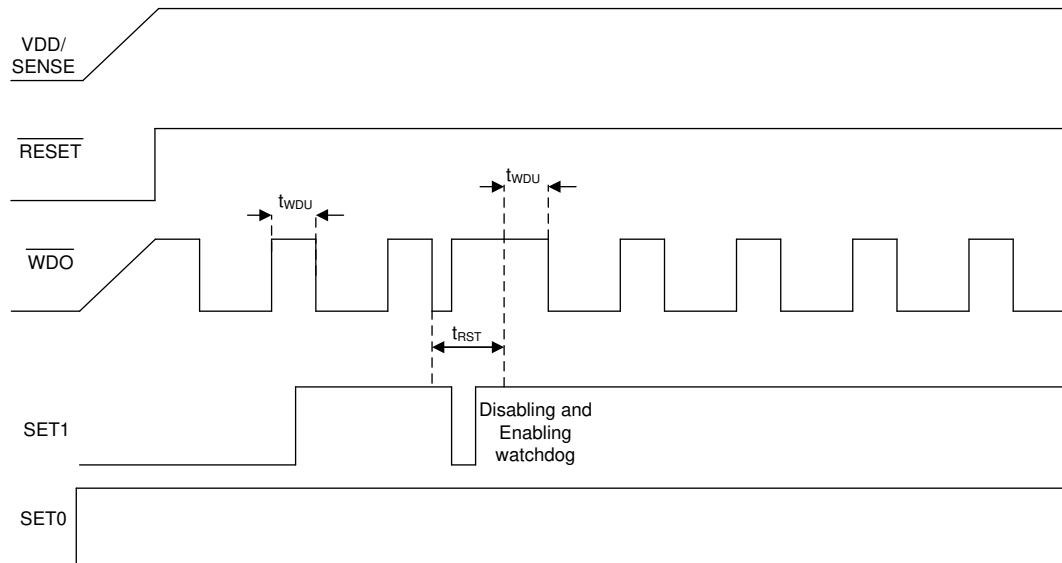 VDD/
SENSE
RESET
tWDU
tWDU
WDO
tRST
SET1
Disabling and
Enabling
watchdog
SET0